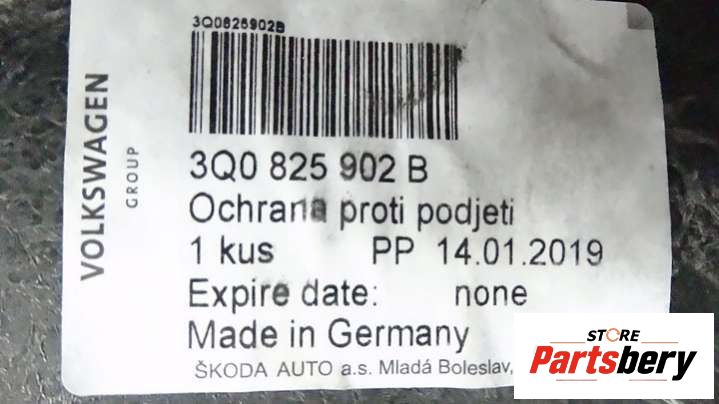 3Q0825902B
VOLKSWAGEN
GROUP
3Q0 825 902 B
Ochrana proti podjeti
1 kus PP 14.01.2019
Expire date: none
Made in Germany
ŠKODA AUTO a.s. Mladá Boleslav,
STORE
Partsbery